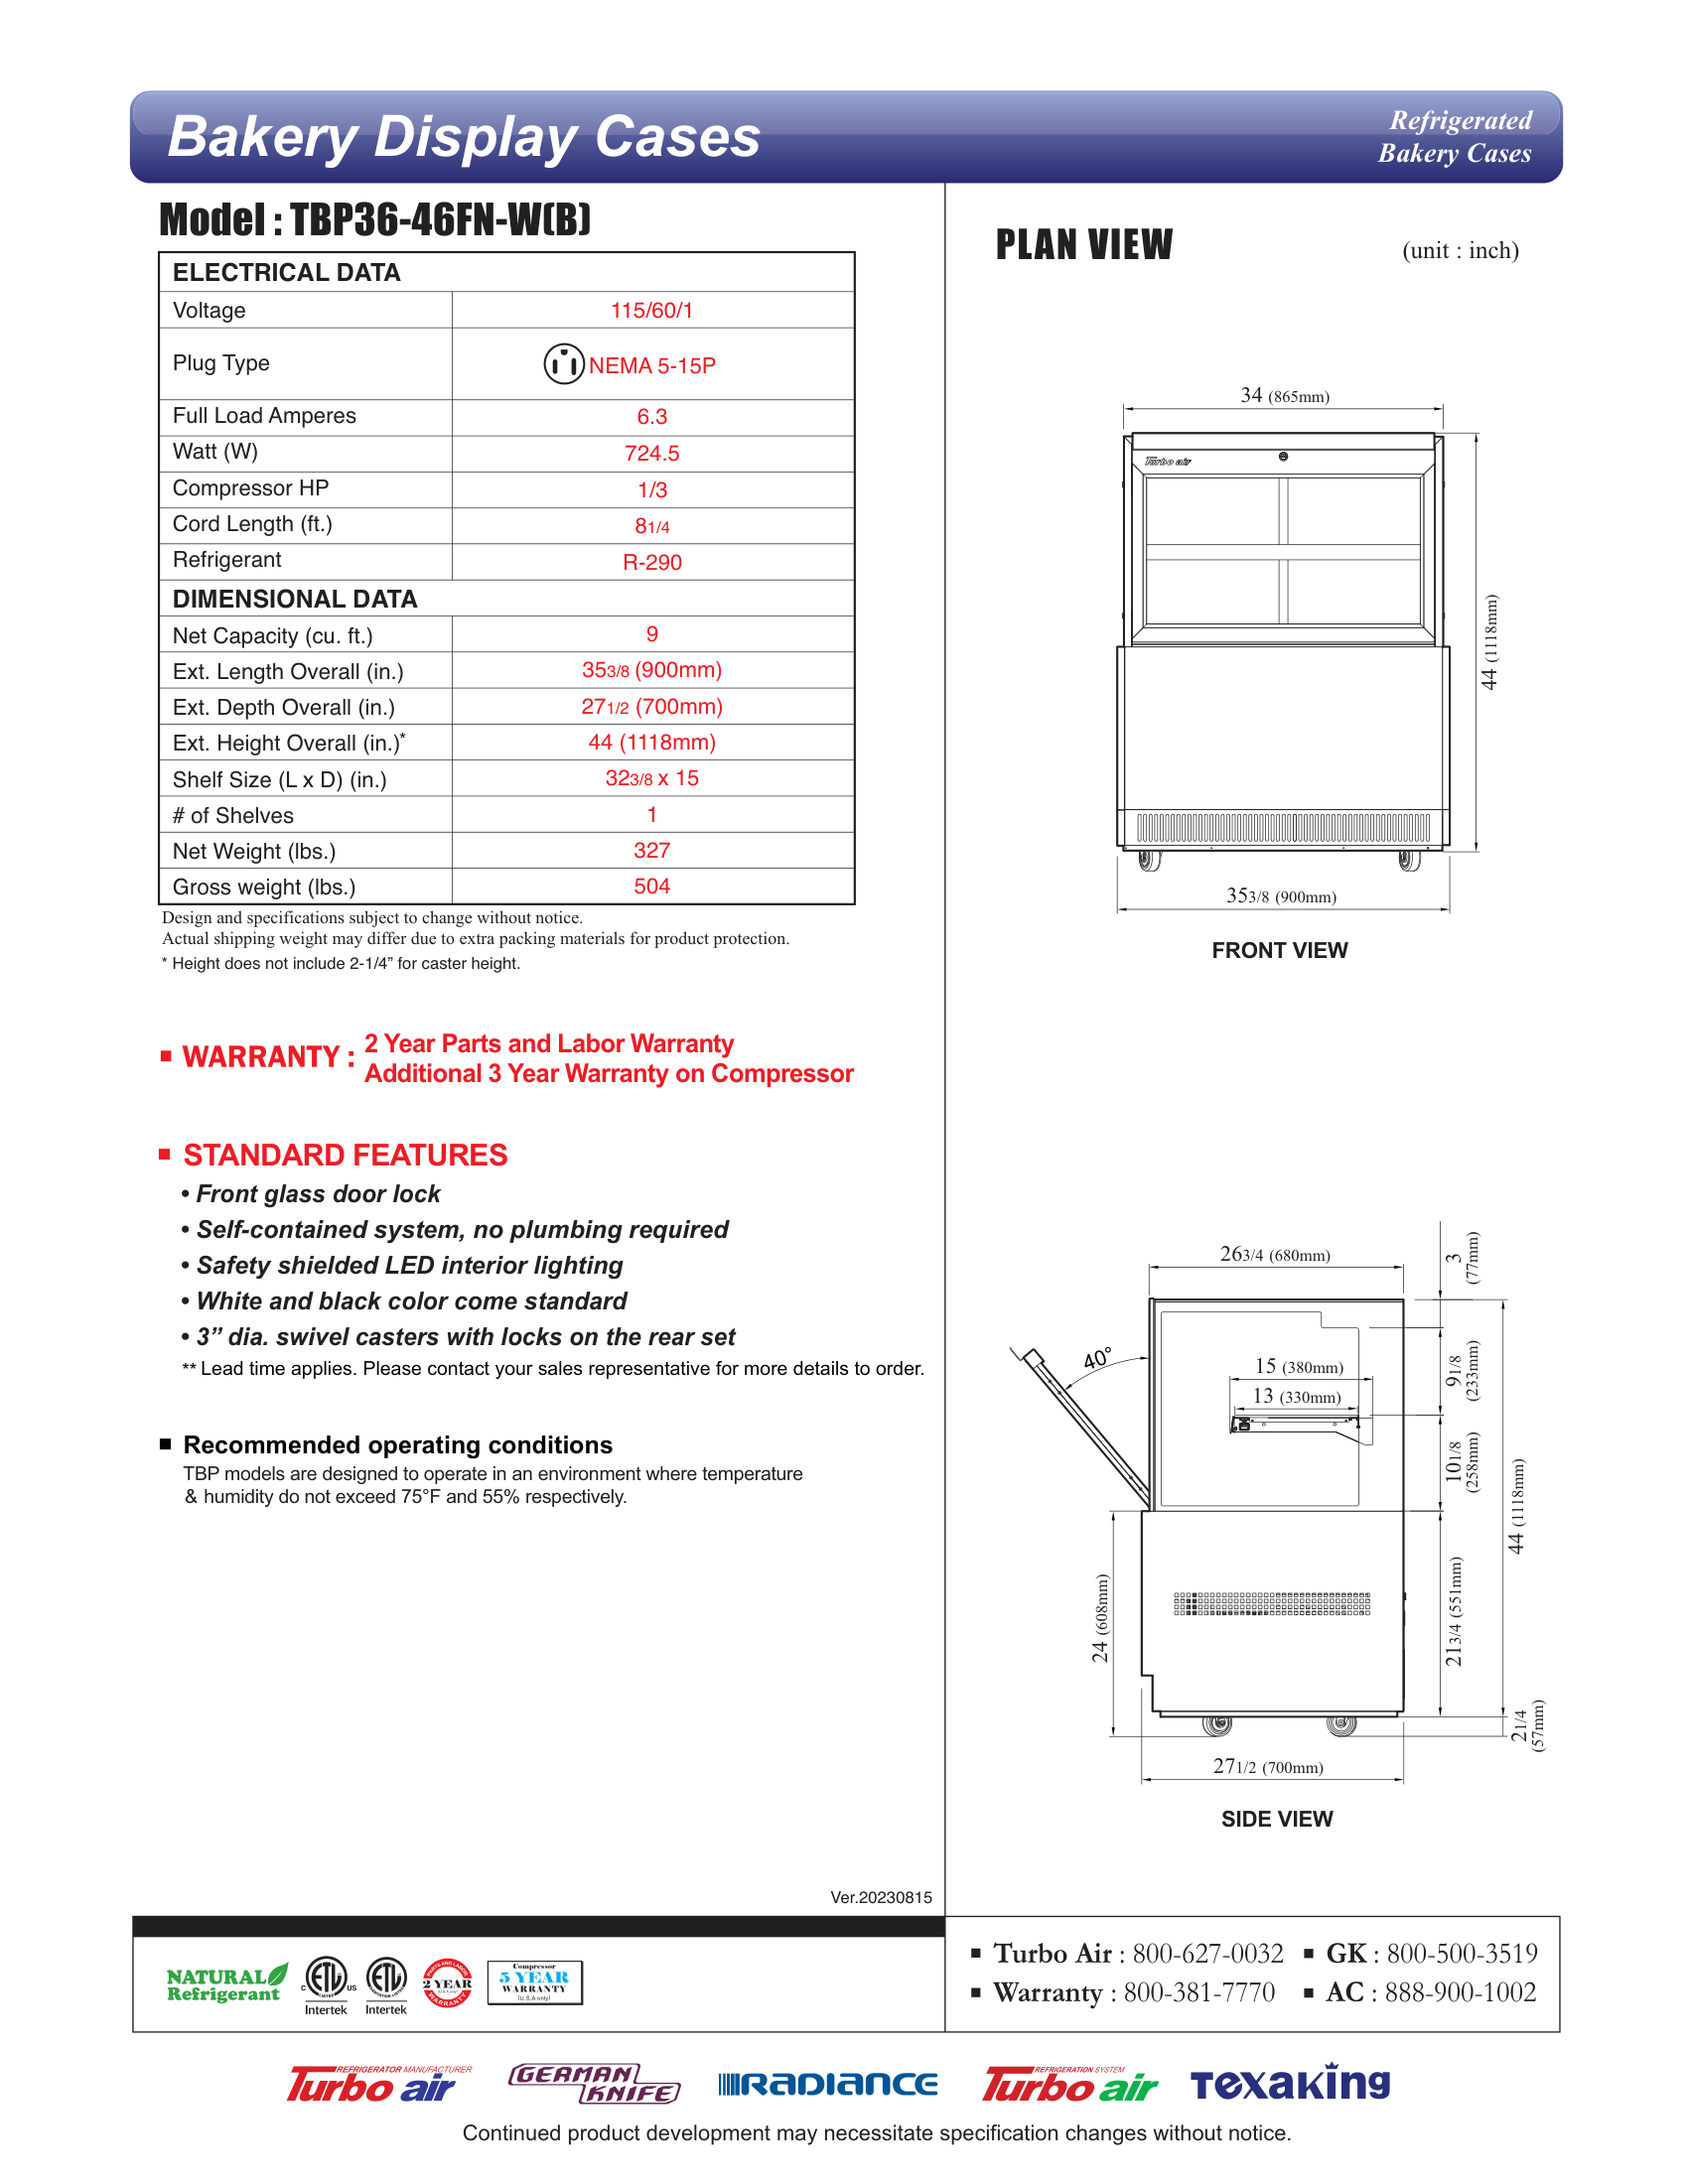 Bakery Display Cases
Refrigerated
Bakery Cases
Model : TBP36-46FN-W(B)
ELECTRICAL DATA
Voltage 115/60/1
Plug Type NEMA 5-15P
Full Load Amperes 6.3
Watt (W) 724.5
Compressor HP 1/3
Cord Length (ft.) 8 1/4
Refrigerant R-290
DIMENSIONAL DATA
Net Capacity (cu. ft.) 9
Ext. Length Overall (in.) 35 3/8 (900mm)
Ext. Depth Overall (in.) 27 1/2 (700mm)
Ext. Height Overall (in.)* 44 (1118mm)
Shelf Size (L x D) (in.) 32 3/8 x 15
# of Shelves 1
Net Weight (lbs.) 327
Gross weight (lbs.) 504
Design and specifications subject to change without notice.
Actual shipping weight may differ due to extra packing materials for product protection.
* Height does not include 2-1/4” for caster height.
WARRANTY : 2 Year Parts and Labor Warranty
Additional 3 Year Warranty on Compressor
STANDARD FEATURES
• Front glass door lock
• Self-contained system, no plumbing required
• Safety shielded LED interior lighting
• White and black color come standard
• 3” dia. swivel casters with locks on the rear set
** Lead time applies. Please contact your sales representative for more details to order.
Recommended operating conditions
TBP models are designed to operate in an environment where temperature
& humidity do not exceed 75°F and 55% respectively.
Ver.20230815
PLAN VIEW
(unit : inch)
34 (865mm)
Turbo air
44 (1118mm)
35 3/8 (900mm)
FRONT VIEW
26 3/4 (680mm)
3 (77mm)
40°
15 (380mm)
13 (330mm)
9 1/8 (233mm)
10 1/8 (258mm)
44 (1118mm)
24 (608mm)
21 3/4 (551mm)
2 1/4 (57mm)
27 1/2 (700mm)
SIDE VIEW
NATURAL
Refrigerant
C ETL US
Intertek
ETL
Intertek
PARTS AND LABOR
2 YEAR
WARRANTY
Compressor
5 YEAR
WARRANTY
(U.S.A only)
Turbo Air : 800-627-0032
GK : 800-500-3519
Warranty : 800-381-7770
AC : 888-900-1002
REFRIGERATOR MANUFACTURER
Turbo air
GERMAN
KNIFE
RADIANCE
REFRIGERATION SYSTEM
Turbo air
TEXAKING
Continued product development may necessitate specification changes without notice.